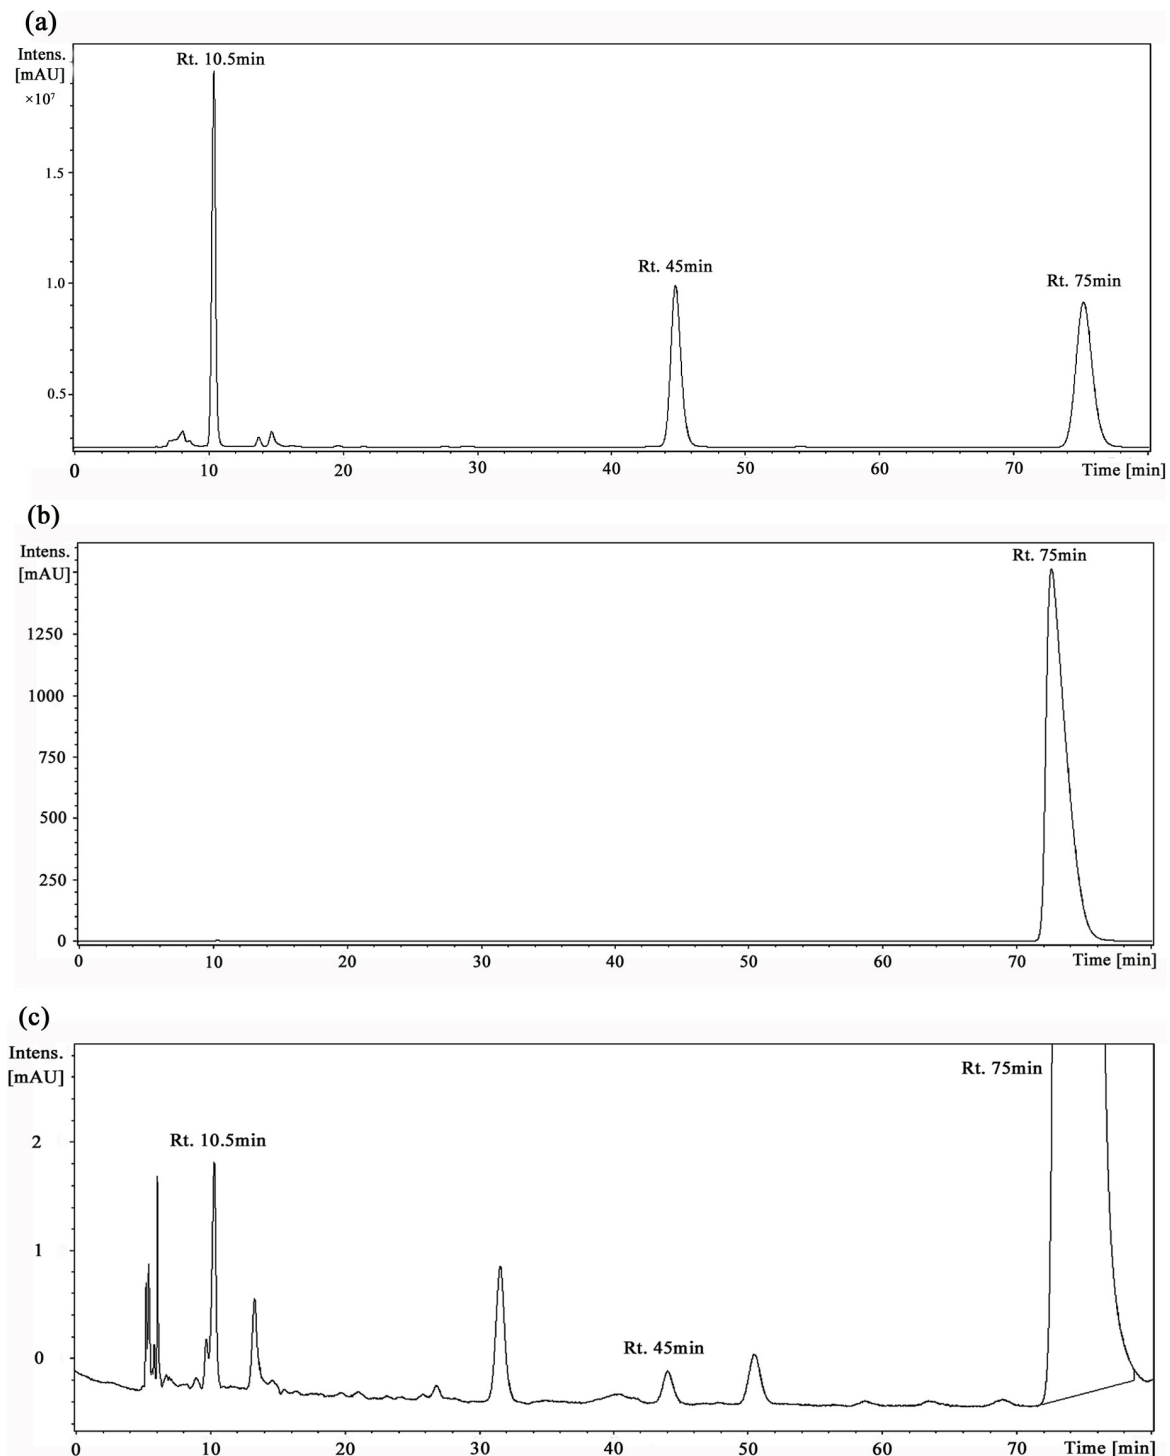 (a)
Intens.
[mAU]
×10⁷
Rt. 10.5min
1.5
Rt. 45min
Rt. 75min
1.0
0.5
0 10 20 30 40 50 60 70 Time [min]
(b)
Intens.
[mAU]
Rt. 75min
1250
1000
750
500
250
0
0 10 20 30 40 50 60 70 Time [min]
(c)
Intens.
[mAU]
Rt. 75min
2
Rt. 10.5min
1
Rt. 45min
0
0 10 20 30 40 50 60 70 Time [min]